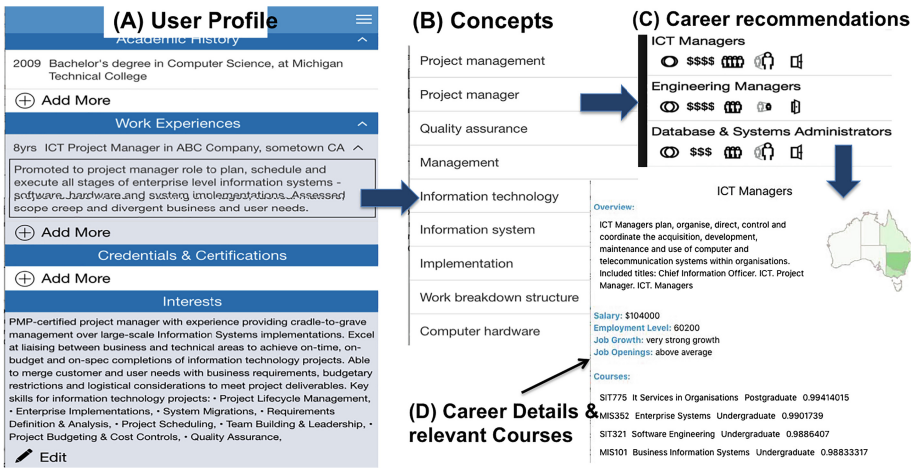 (A) User Profile
Academic History
2009 Bachelor's degree in Computer Science, at Michigan
Technical College
Add More
Work Experiences
8yrs ICT Project Manager in ABC Company, sometown CA
Promoted to project manager role to plan, schedule and
execute all stages of enterprise level information systems -
software, hardware and system implementations. Assessed
scope creep and divergent business and user needs.
Add More
Credentials & Certifications
Add More
Interests
PMP-certified project manager with experience providing cradle-to-grave
management over large-scale Information Systems implementations. Excel
at liaising between business and technical areas to achieve on-time, on-
budget and on-spec completions of information technology projects. Able
to merge customer and user needs with business requirements, budgetary
restrictions and logistical considerations to meet project deliverables. Key
skills for information technology projects: • Project Lifecycle Management,
• Enterprise Implementations, • System Migrations, • Requirements
Definition & Analysis, • Project Scheduling, • Team Building & Leadership, •
Project Budgeting & Cost Controls, • Quality Assurance,
Edit
(B) Concepts
Project management
Project manager
Quality assurance
Management
Information technology
Information system
Implementation
Work breakdown structure
Computer hardware
(C) Career recommendations
ICT Managers
$$$$
Engineering Managers
$$$$
Database & Systems Administrators
$$$
ICT Managers
Overview:
ICT Managers plan, organise, direct, control and
coordinate the acquisition, development,
maintenance and use of computer and
telecommunication systems within organisations.
Included titles: Chief Information Officer. ICT. Project
Manager. ICT. Managers
Salary: $104000
Employment Level: 60200
Job Growth: very strong growth
Job Openings: above average
Courses:
(D) Career Details &
relevant Courses
SIT775 It Services in Organisations Postgraduate 0.99414015
MIS352 Enterprise Systems Undergraduate 0.9901739
SIT321 Software Engineering Undergraduate 0.9886407
MIS101 Business Information Systems Undergraduate 0.98833317